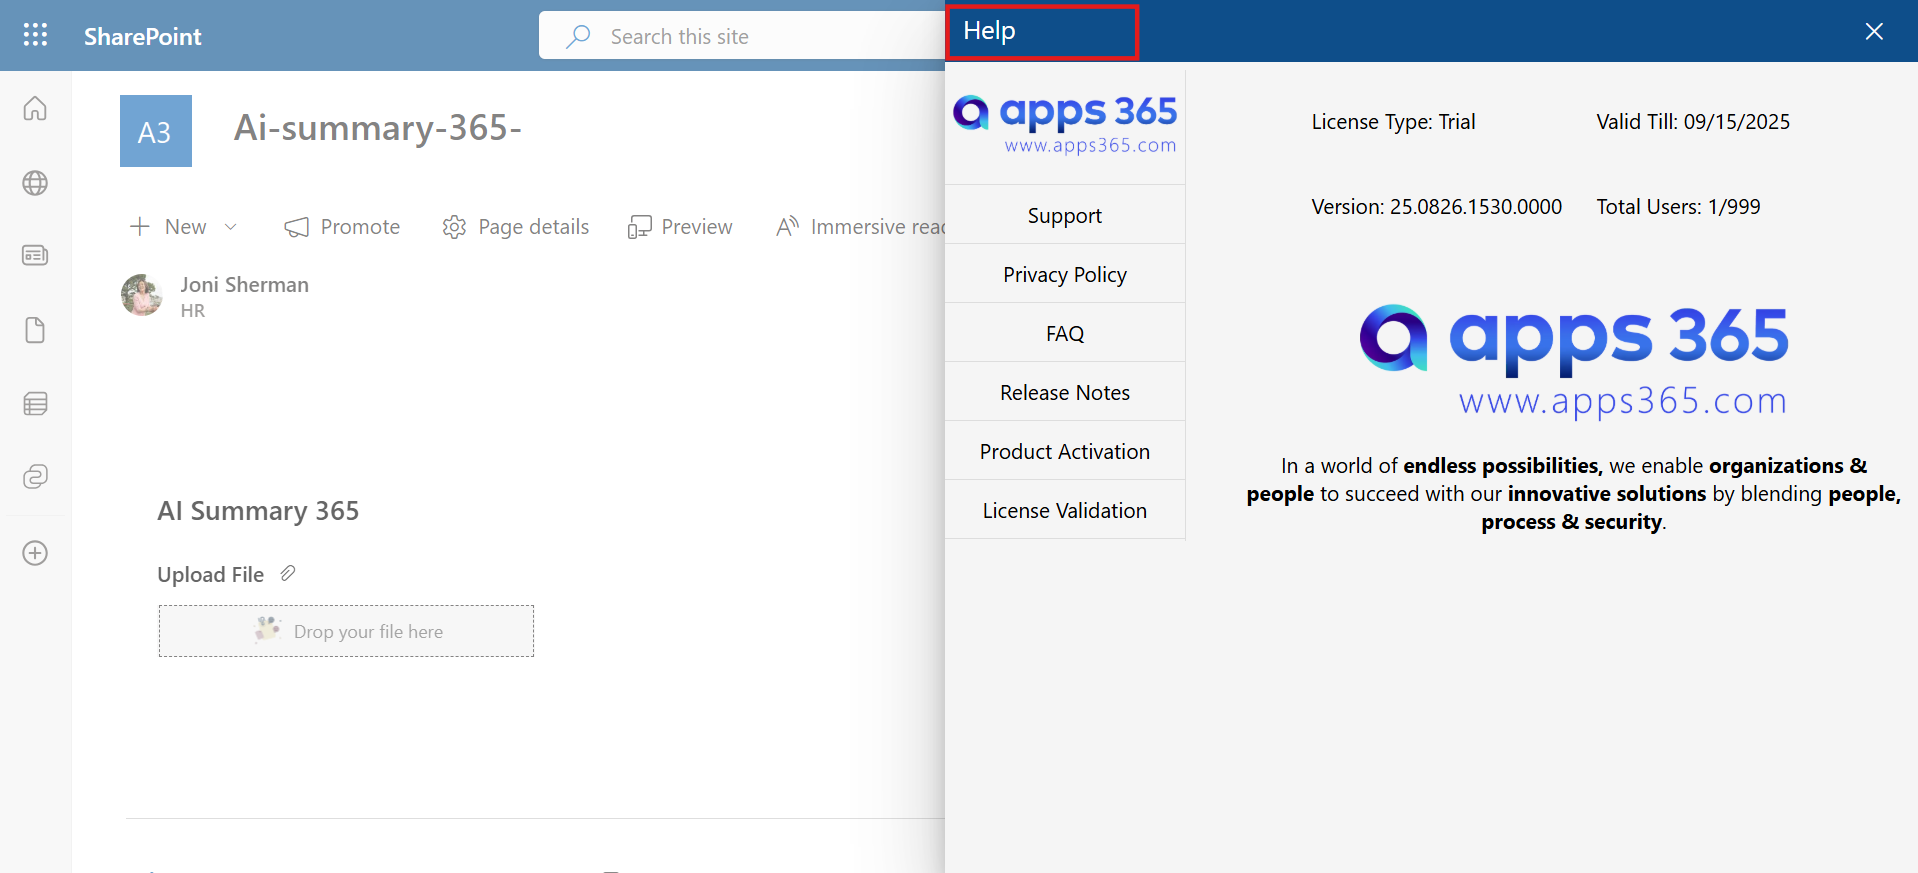 SharePoint
Search this site
Help
A3
Ai-summary-365-
New
Promote
Page details
Preview
A
Immersive reac
Joni Sherman
HR
AI Summary 365
Upload File
Drop your file here
apps 365
www.apps365.com
Support
Privacy Policy
FAQ
Release Notes
Product Activation
License Validation
License Type: Trial
Valid Till: 09/15/2025
Version: 25.0826.1530.0000
Total Users: 1/999
apps 365
www.apps365.com
In a world of endless possibilities, we enable organizations &
people to succeed with our innovative solutions by blending people,
process & security.